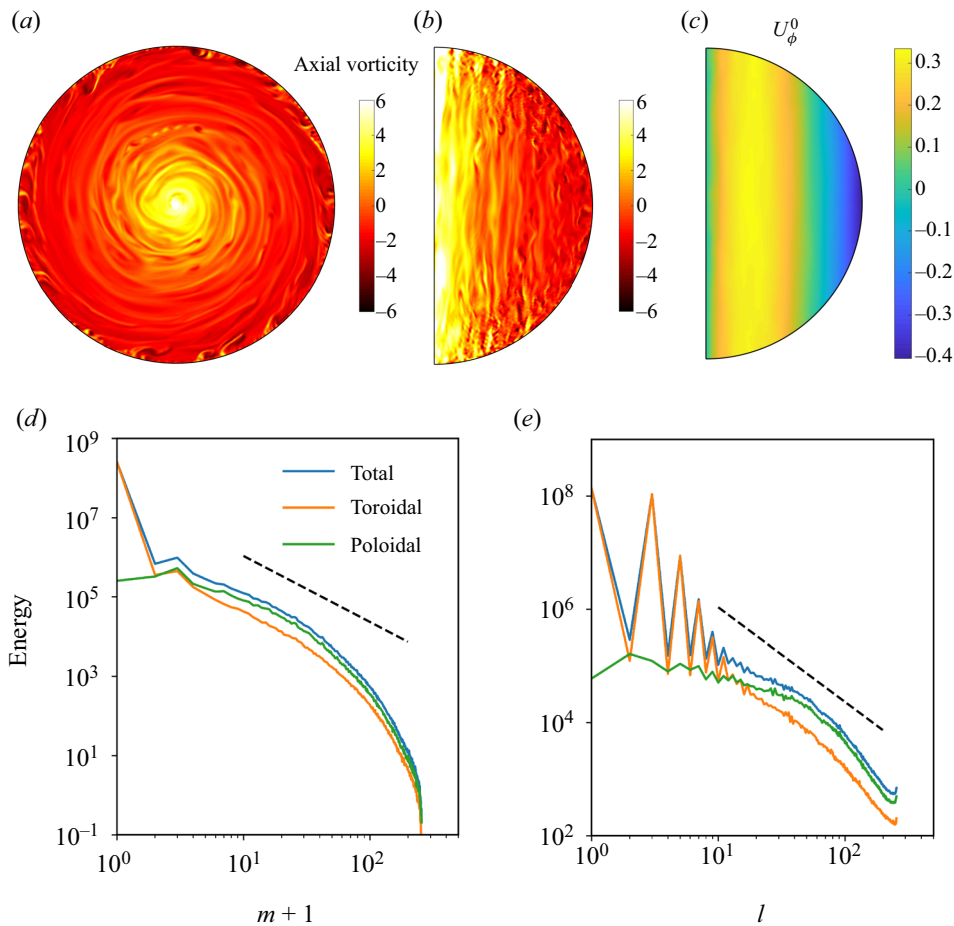 (a)
(b)
(c)
U_ϕ^0
Axial vorticity
6
4
2
0
–2
–4
–6
6
4
2
0
–2
–4
–6
0.3
0.2
0.1
0
–0.1
–0.2
–0.3
–0.4
(d)
(e)
10^9
10^7
10^5
10^3
10^1
10^–1
Energy
Total
Toroidal
Poloidal
10^0
10^1
10^2
m + 1
10^8
10^6
10^4
10^2
10^0
10^1
10^2
l